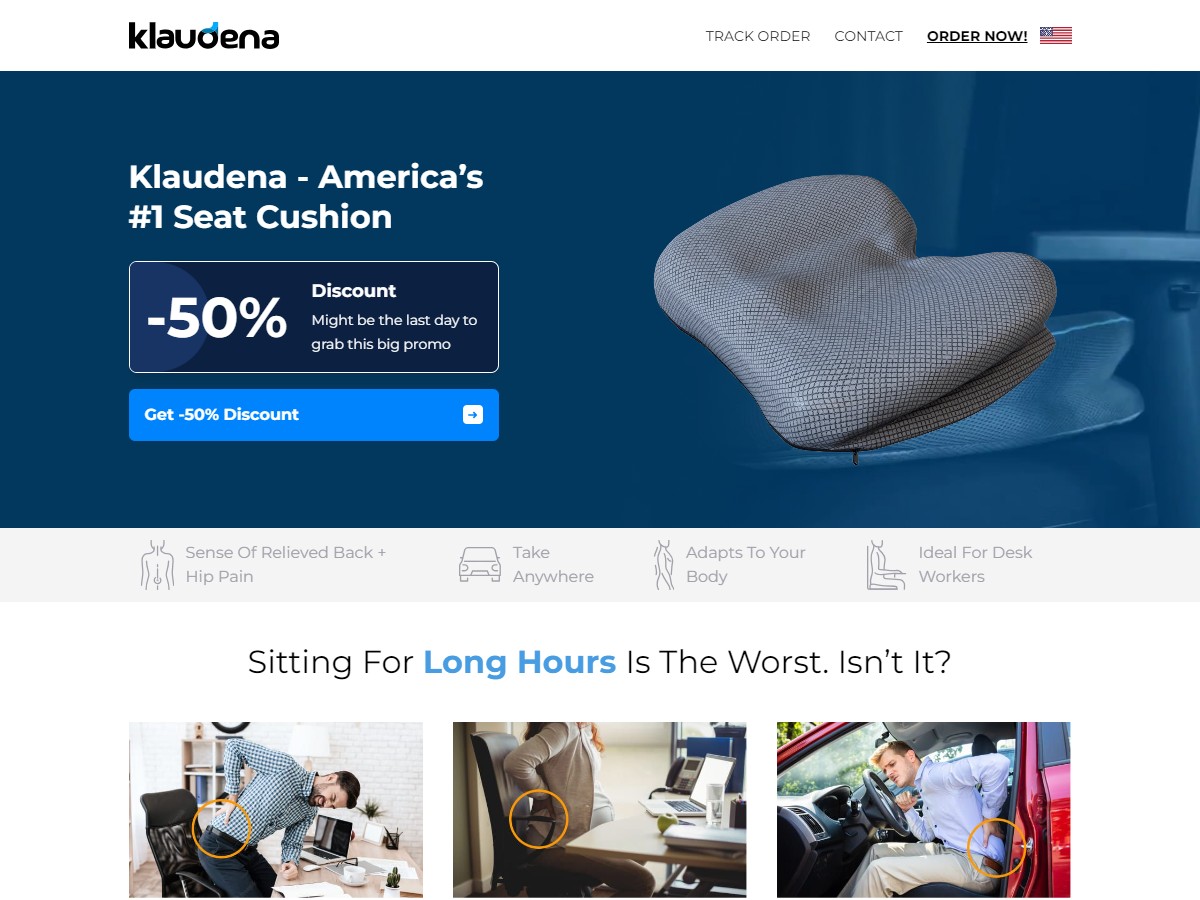 klaudena
TRACK ORDER
CONTACT
ORDER NOW!
Klaudena - America’s
#1 Seat Cushion
-50%
Discount
Might be the last day to
grab this big promo
Get -50% Discount
Sense Of Relieved Back +
Hip Pain
Take
Anywhere
Adapts To Your
Body
Ideal For Desk
Workers
Sitting For Long Hours Is The Worst. Isn’t It?